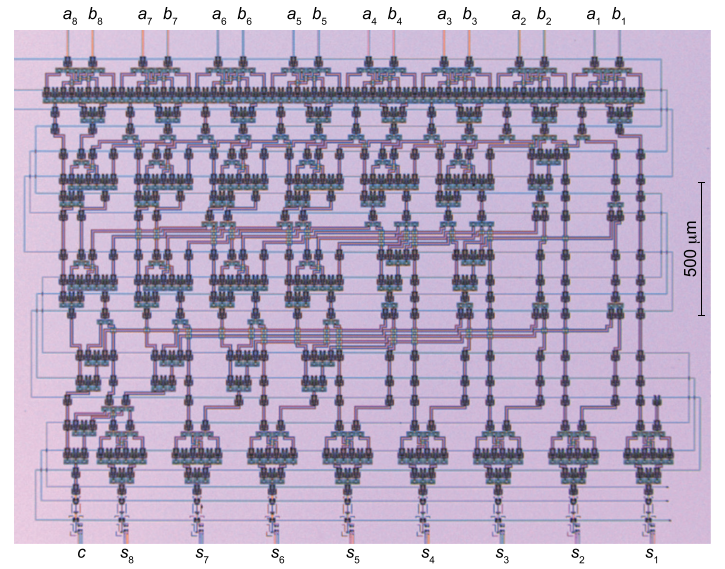 a8 b8 a7 b7 a6 b6 a5 b5 a4 b4 a3 b3 a2 b2 a1 b1
500 μm
c s8 s7 s6 s5 s4 s3 s2 s1